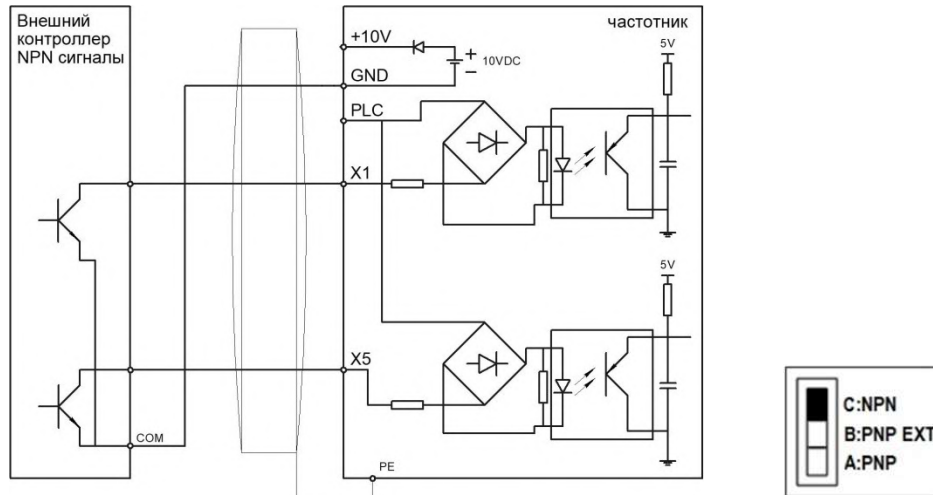 Внешний
контроллер
NPN сигналы
частотник
+10V
+
10VDC
−
GND
PLC
X1
5V
5V
X5
COM
PE
C:NPN
B:PNP EXT
A:PNP